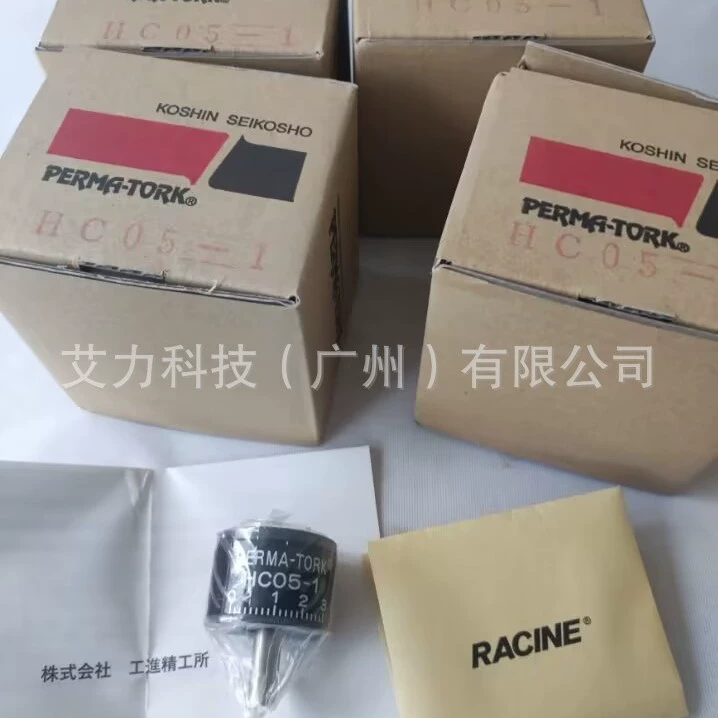 HC05-1
HC05-1
KOSHIN SEIKOSHO
PERMA-TORK®
HC05-1
KOSHIN SEI
PERMA-TORK®
HC05-
艾力科技（广州）有限公司
PERMA-TORK®
HC05-1
0 1 2 3
株式会社 工進精工所
RACINE®